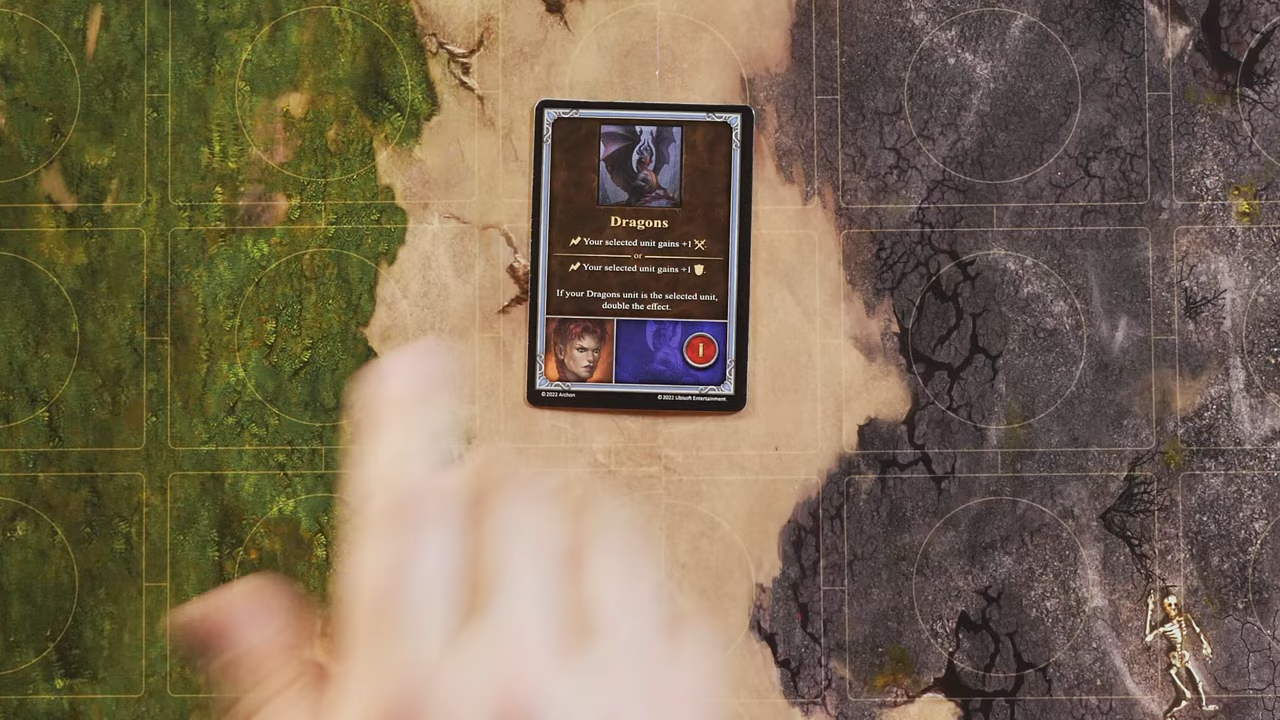 Dragons
Your selected unit gains +1
or
Your selected unit gains +1
If your Dragons unit is the selected unit,
double the effect.
I
© 2022 Archon
© 2022 Ubisoft Entertainment.